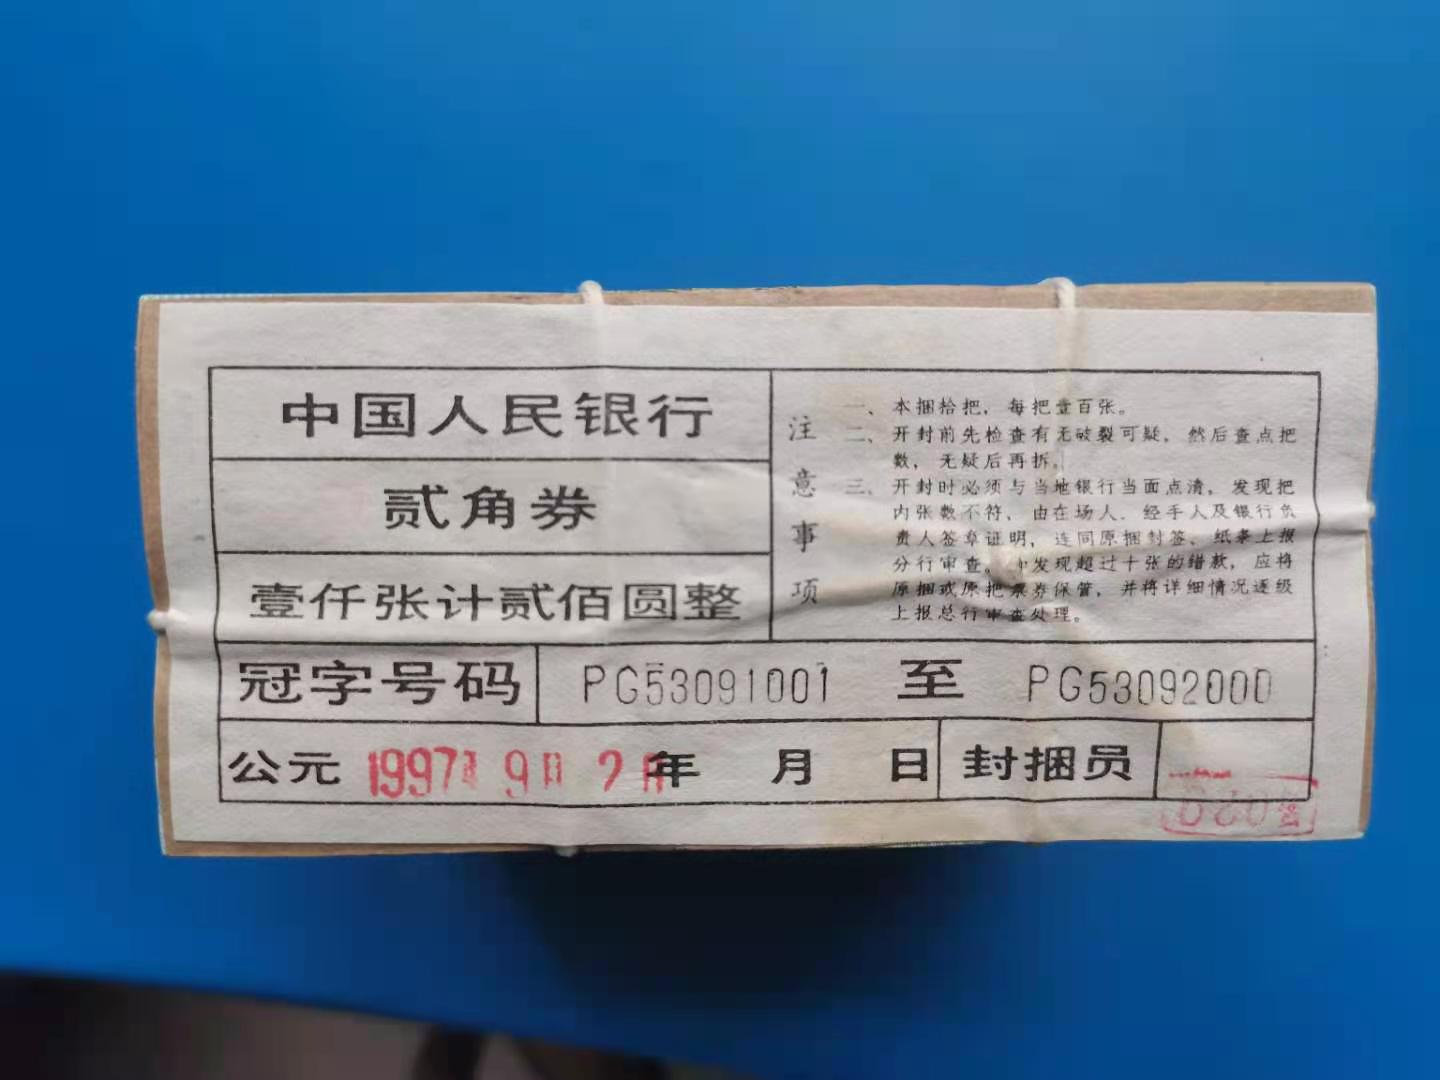 中国人民银行
贰角券
壹仟张计贰佰圆整
注意事项
一、本捆拾把，每把壹百张。
二、开封前先检查有无破裂可疑，然后查点把
数，无疑后再拆。
三、开封时必须与当地银行当面点清，发现把
内张数不符，由在场人、经手人及银行负
责人签章证明，连同原捆封签、纸条上报
分行审查。如发现超过十张的错款，应将
原捆或原把票券保管，并将详细情况逐级
上报总行审查处理。
冠字号码 PG53091001 至 PG53092000
公元 1997年 9月 2日 年 月 日 封捆员